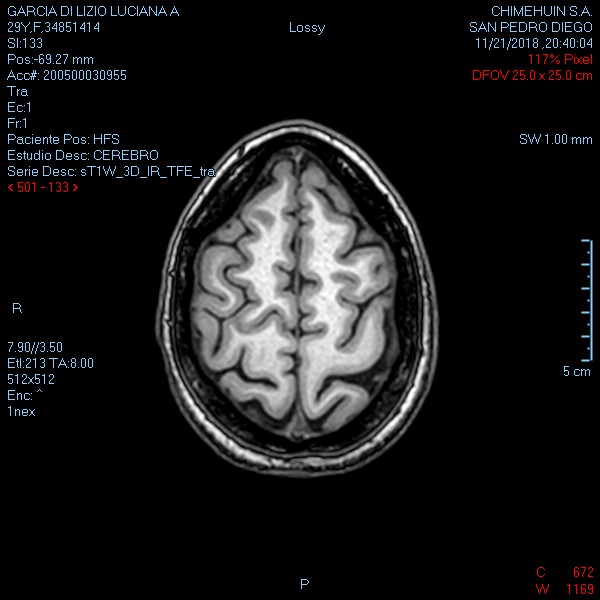 GARCIA DI LIZIO LUCIANA A
29Y,F,34851414
Sl:133
Pos:-69.27 mm
Acc#: 200500030955
Tra
Ec:1
Fr:1
Paciente Pos: HFS
Estudio Desc: CEREBRO
Serie Desc: sT1W_3D_IR_TFE_tra
< 501 - 133 >
Lossy
CHIMEHUIN S.A.
SAN PEDRO DIEGO
11/21/2018 ,20:40:04
117% Pixel
DFOV 25.0 x 25.0 cm
SW 1.00 mm
R
7.90//3.50
Etl:213 TA:8.00
512x512
Enc: ^
1nex
5 cm
P
C 672
W 1169